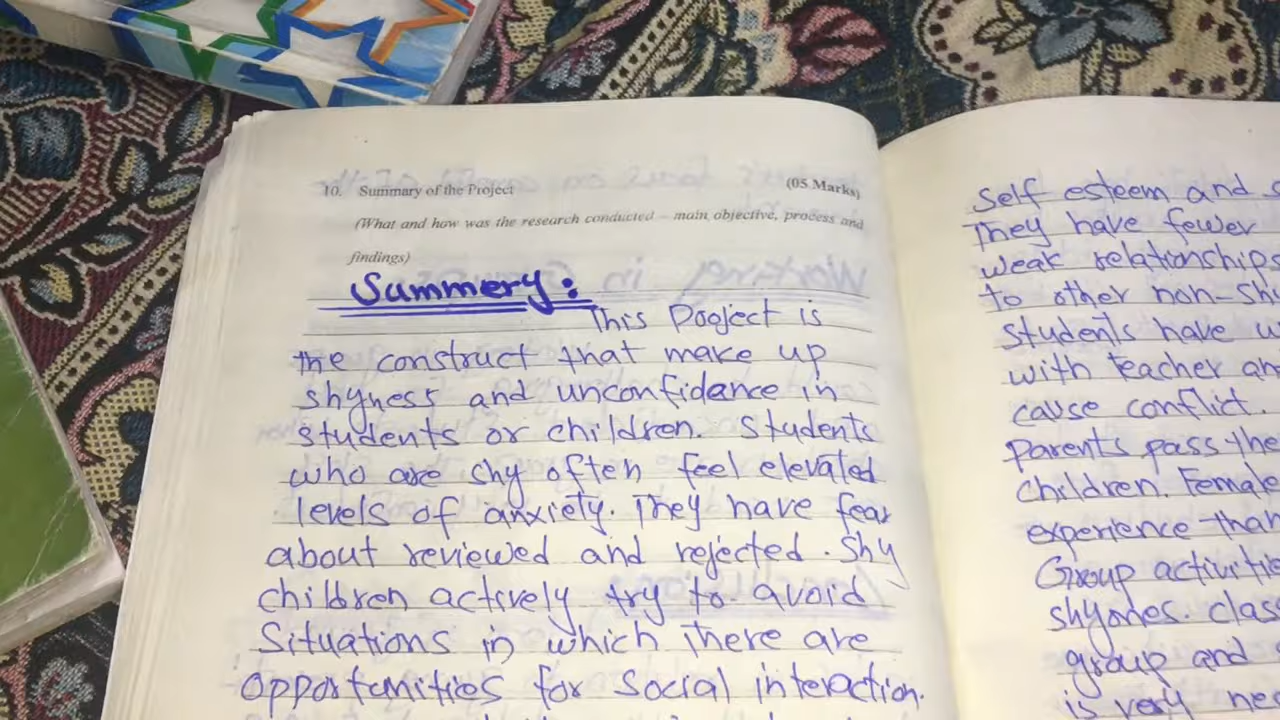 10. Summary of the Project (05 Marks)
(What and how was the research conducted – main objective, process and
findings)
Summery:
This Pooject is
the construct that make up
shyness and unconfidance in
students or children. Students
who are shy often feel elevated
levels of anxiety. They have fear
about reviewed and rejected. Shy
children actively try to avoid
Situations in which There are
opportunities for Social interaction.
Self esteem and
They have fewer
weak relationships
to other non-Sh
Students have
with teacher an
cause conflict.
Parents pass the
Children. Female
experience than
Group activitie
shynes. class
group and
is very ne